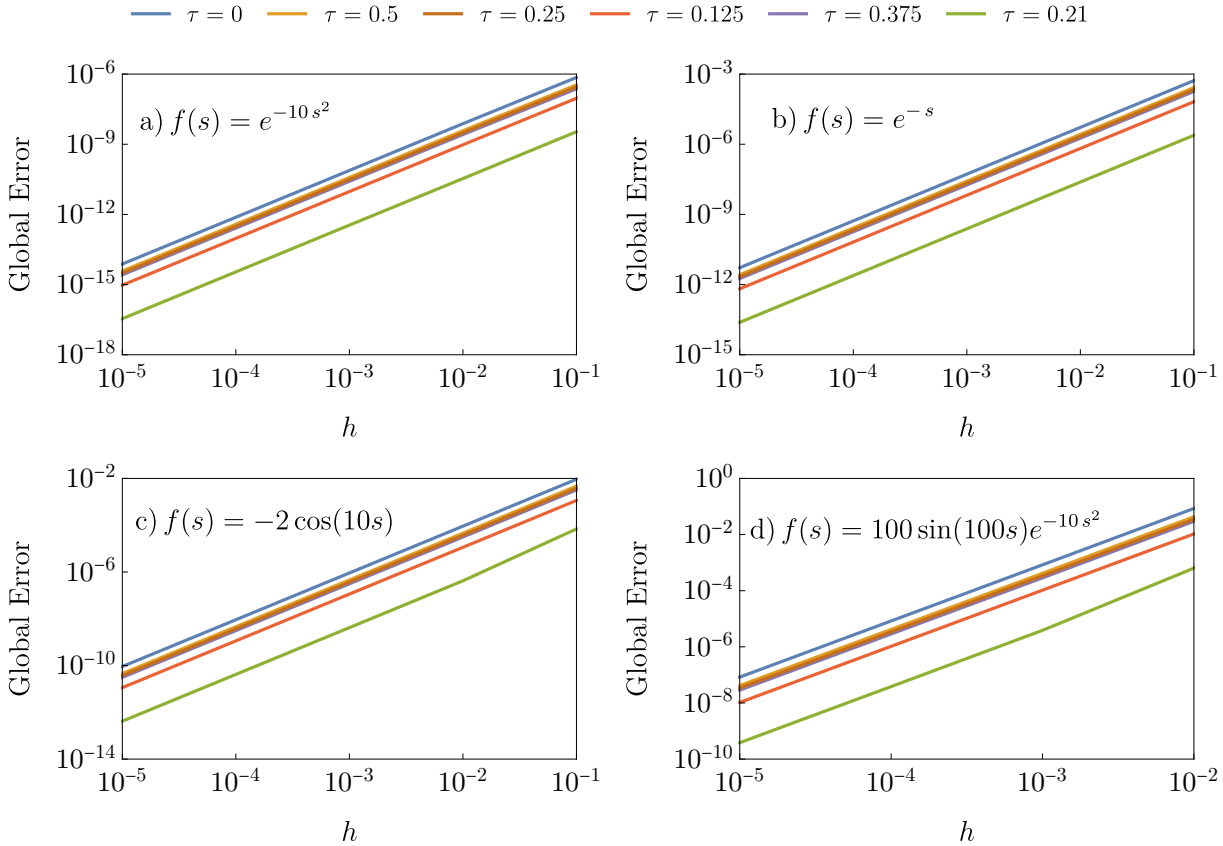 τ = 0 τ = 0.5 τ = 0.25 τ = 0.125 τ = 0.375 τ = 0.21
a) f(s) = e^{-10 s^2}
Global Error
10^{-6}
10^{-9}
10^{-12}
10^{-15}
10^{-18}
10^{-5} 10^{-4} 10^{-3} 10^{-2} 10^{-1}
h
b) f(s) = e^{-s}
Global Error
10^{-3}
10^{-6}
10^{-9}
10^{-12}
10^{-15}
10^{-5} 10^{-4} 10^{-3} 10^{-2} 10^{-1}
h
c) f(s) = −2 cos(10s)
Global Error
10^{-2}
10^{-6}
10^{-10}
10^{-14}
10^{-5} 10^{-4} 10^{-3} 10^{-2} 10^{-1}
h
d) f(s) = 100 sin(100s)e^{-10 s^2}
Global Error
10^{0}
10^{-2}
10^{-4}
10^{-6}
10^{-8}
10^{-10}
10^{-5} 10^{-4} 10^{-3} 10^{-2}
h